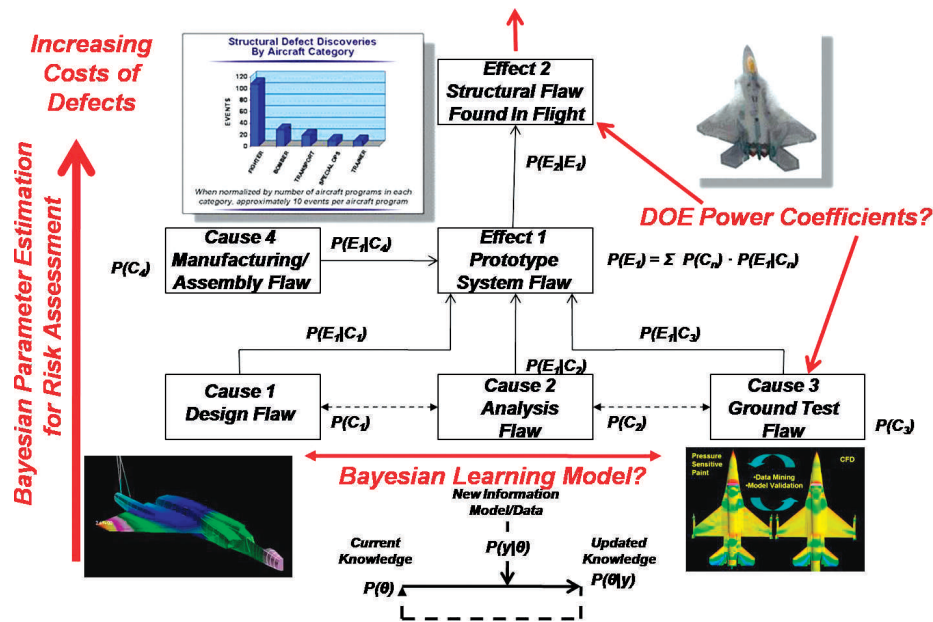 Increasing
Costs of
Defects
Bayesian Parameter Estimation
for Risk Assessment
Structural Defect Discoveries
By Aircraft Category
EVENTS
120
100
80
60
40
20
0
FIGHTER
BOMBER
TRANSPORT
SPECIAL OPS
TRAINER
When normalized by number of aircraft programs in each
category, approximately 10 events per aircraft program
Effect 2
Structural Flaw
Found In Flight
P(E₂|E₁)
DOE Power Coefficients?
P(C₄)
Cause 4
Manufacturing/
Assembly Flaw
P(E₁|C₄)
Effect 1
Prototype
System Flaw
P(E₁) = Σ P(Cₙ) · P(E₁|Cₙ)
P(E₁|C₁)
P(E₁|C₂)
P(E₁|C₃)
Cause 1
Design Flaw
P(C₁)
Cause 2
Analysis
Flaw
P(C₂)
Cause 3
Ground Test
Flaw
P(C₃)
Bayesian Learning Model?
Pressure
Sensitive
Paint
CFD
•Data Mining
•Model Validation
New Information
Model/Data
Current
Knowledge
P(y|θ)
Updated
Knowledge
P(θ)
P(θ|y)